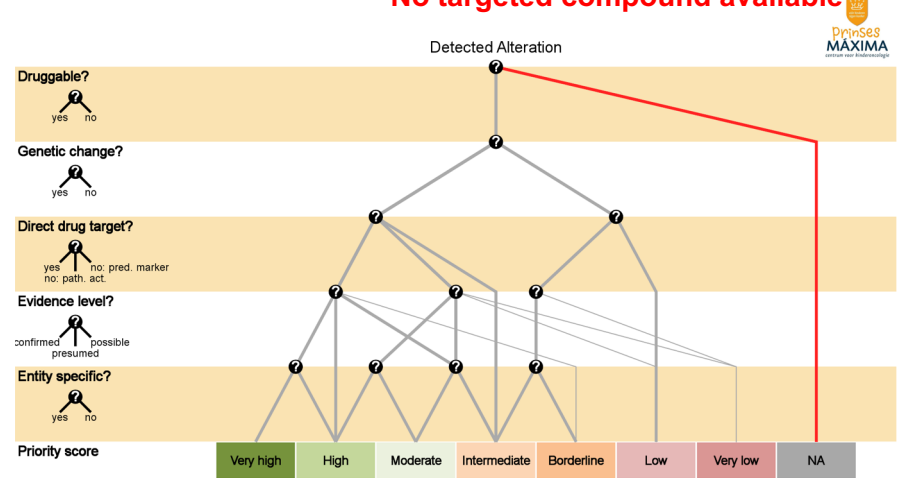 No targeted compound available
Prinses
MÁXIMA
centrum voor kinderoncologie
Detected Alteration
?
Druggable?
?
yes no
?
Genetic change?
?
yes no
? ?
Direct drug target?
?
yes no: pred. marker
no: path. act.
? ? ?
Evidence level?
?
confirmed possible
presumed
? ? ? ?
Entity specific?
?
yes no
Priority score
Very high High Moderate Intermediate Borderline Low Very low NA